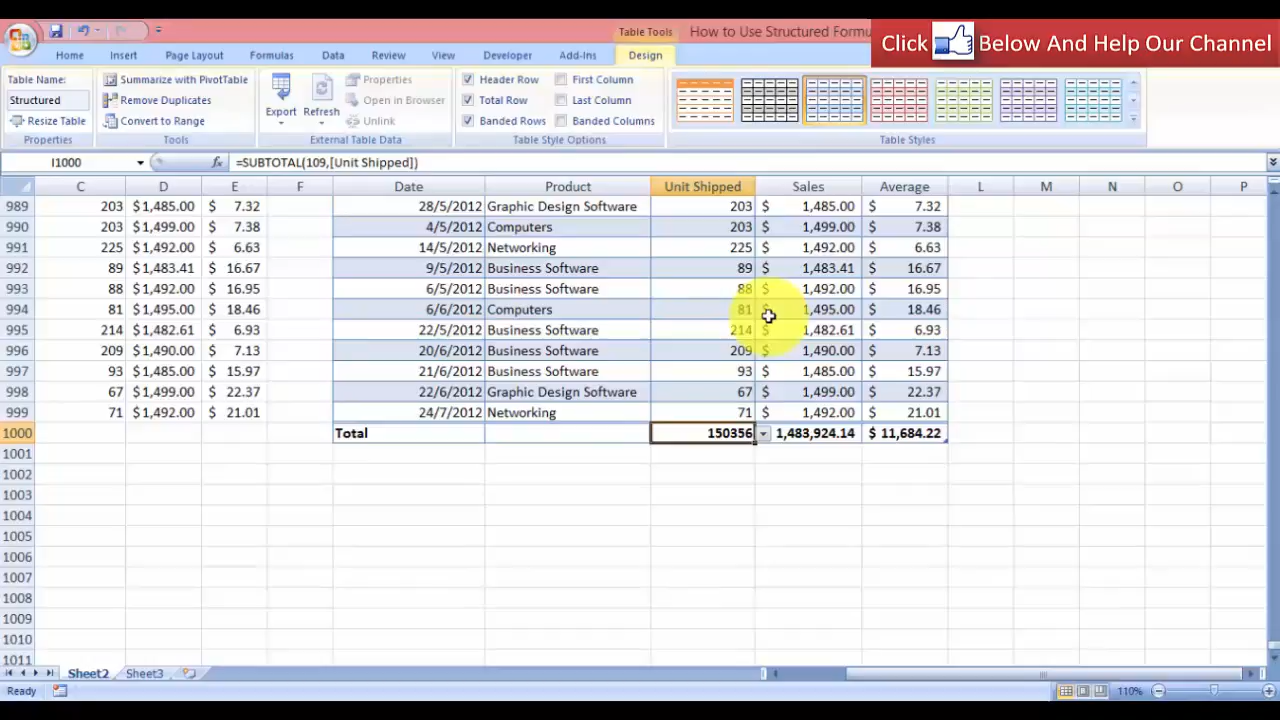 Table Tools
How to Use Structured Formu
Click Below And Help Our Channel
Home Insert Page Layout Formulas Data Review View Developer Add-Ins Design
Table Name:
Structured
Resize Table
Properties
Summarize with PivotTable
Remove Duplicates
Convert to Range
Tools
Export
Refresh
Properties
Open in Browser
Unlink
External Table Data
Header Row First Column
Total Row Last Column
Banded Rows Banded Columns
Table Style Options
Table Styles
I1000 fx =SUBTOTAL(109,[Unit Shipped])
C D E F Date Product Unit Shipped Sales Average L M N O P
989 203 $1,485.00 $ 7.32 28/5/2012 Graphic Design Software 203 $ 1,485.00 $ 7.32
990 203 $1,499.00 $ 7.38 4/5/2012 Computers 203 $ 1,499.00 $ 7.38
991 225 $1,492.00 $ 6.63 14/5/2012 Networking 225 $ 1,492.00 $ 6.63
992 89 $1,483.41 $ 16.67 9/5/2012 Business Software 89 $ 1,483.41 $ 16.67
993 88 $1,492.00 $ 16.95 6/5/2012 Business Software 88 $ 1,492.00 $ 16.95
994 81 $1,495.00 $ 18.46 6/6/2012 Computers 81 $ 1,495.00 $ 18.46
995 214 $1,482.61 $ 6.93 22/5/2012 Business Software 214 $ 1,482.61 $ 6.93
996 209 $1,490.00 $ 7.13 20/6/2012 Business Software 209 $ 1,490.00 $ 7.13
997 93 $1,485.00 $ 15.97 21/6/2012 Business Software 93 $ 1,485.00 $ 15.97
998 67 $1,499.00 $ 22.37 22/6/2012 Graphic Design Software 67 $ 1,499.00 $ 22.37
999 71 $1,492.00 $ 21.01 24/7/2012 Networking 71 $ 1,492.00 $ 21.01
1000 Total 150356 1,483,924.14 $ 11,684.22
1001
1002
1003
1004
1005
1006
1007
1008
1009
1010
1011
Sheet2 Sheet3
Ready 110%